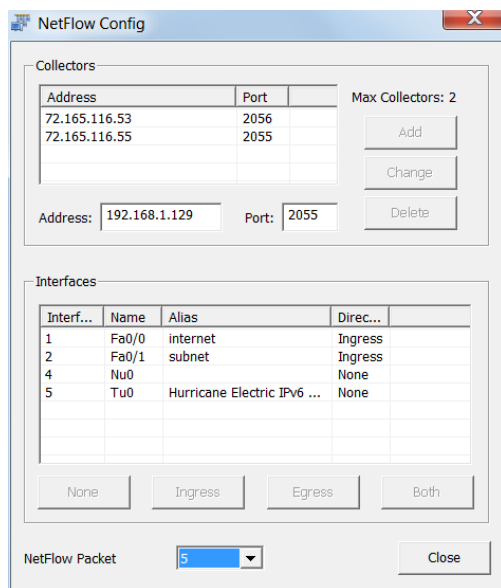 NetFlow Config
Collectors
Address Port
Max Collectors: 2
72.165.116.53 2056
72.165.116.55 2055
Add
Change
Delete
Address: 192.168.1.129 Port: 2055
Interfaces
Interf... Name Alias Direc...
1 Fa0/0 internet Ingress
2 Fa0/1 subnet Ingress
4 Nu0 None
5 Tu0 Hurricane Electric IPv6 ... None
None Ingress Egress Both
NetFlow Packet 5 Close